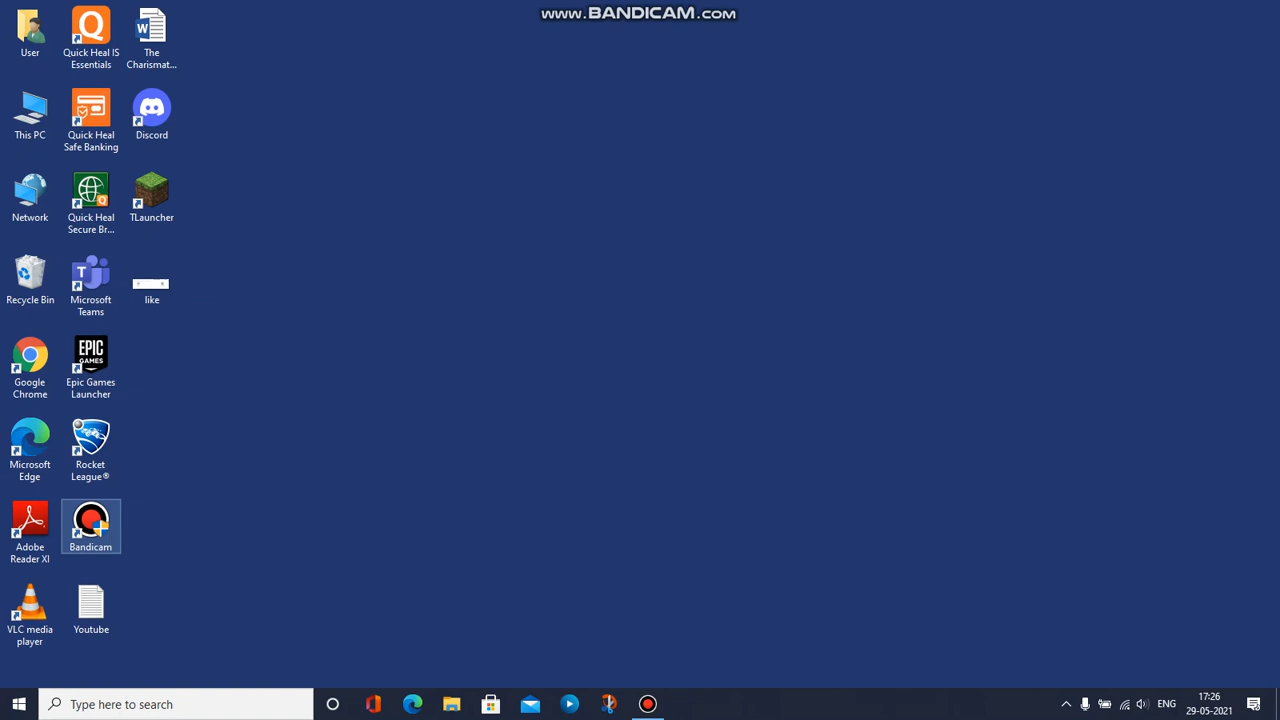 www.BANDICAM.com
User
Quick Heal IS
Essentials
The
Charismat...
This PC
Quick Heal
Safe Banking
Discord
Network
Quick Heal
Secure Br...
TLauncher
Recycle Bin
Microsoft
Teams
like
Google
Chrome
EPIC
GAMES
Epic Games
Launcher
Microsoft
Edge
Rocket
League®
Adobe
Reader XI
Bandicam
VLC media
player
Youtube
Type here to search
ENG
17:26
29-05-2021